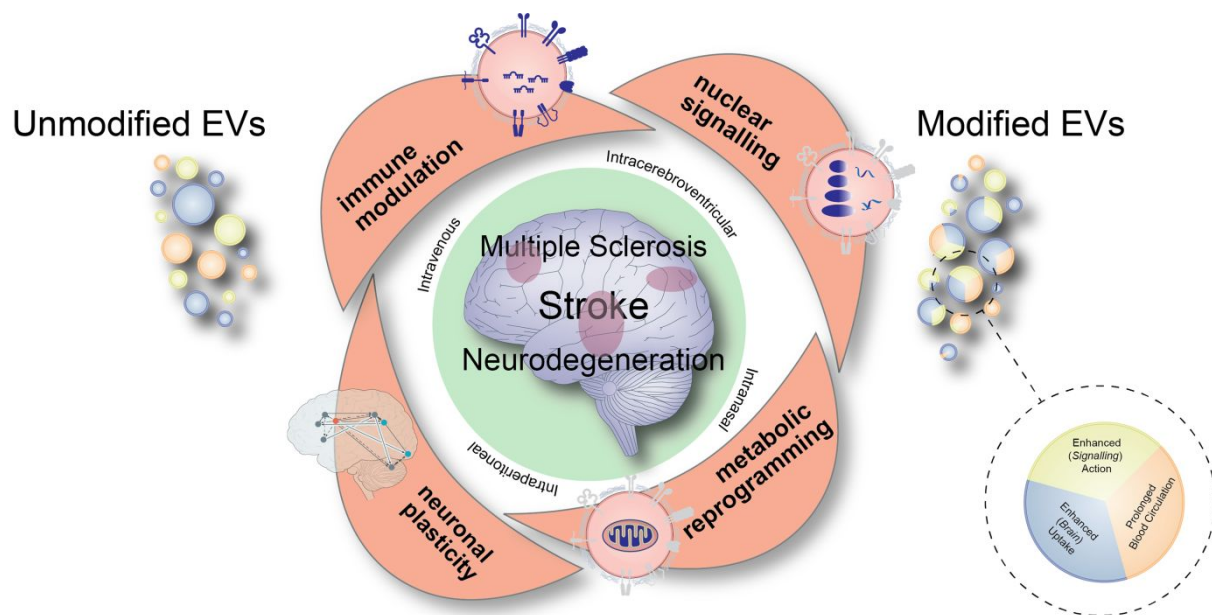 Unmodified EVs
immune
modulation
nuclear
signalling
Modified EVs
Intravenous
Intracerebroventricular
Multiple Sclerosis
Stroke
Neurodegeneration
Intraperitoneal
Intranasal
neuronal
plasticity
metabolic
reprogramming
Enhanced
(Signalling)
Action
Enhanced
(Brain)
Uptake
Prolonged
Blood Circulation